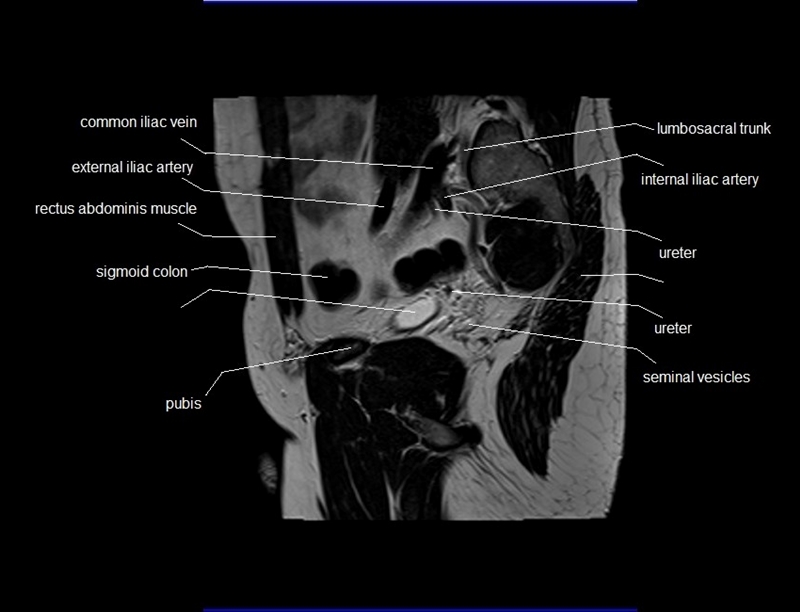 common iliac vein
external iliac artery
rectus abdominis muscle
sigmoid colon
pubis
lumbosacral trunk
internal iliac artery
ureter
ureter
seminal vesicles